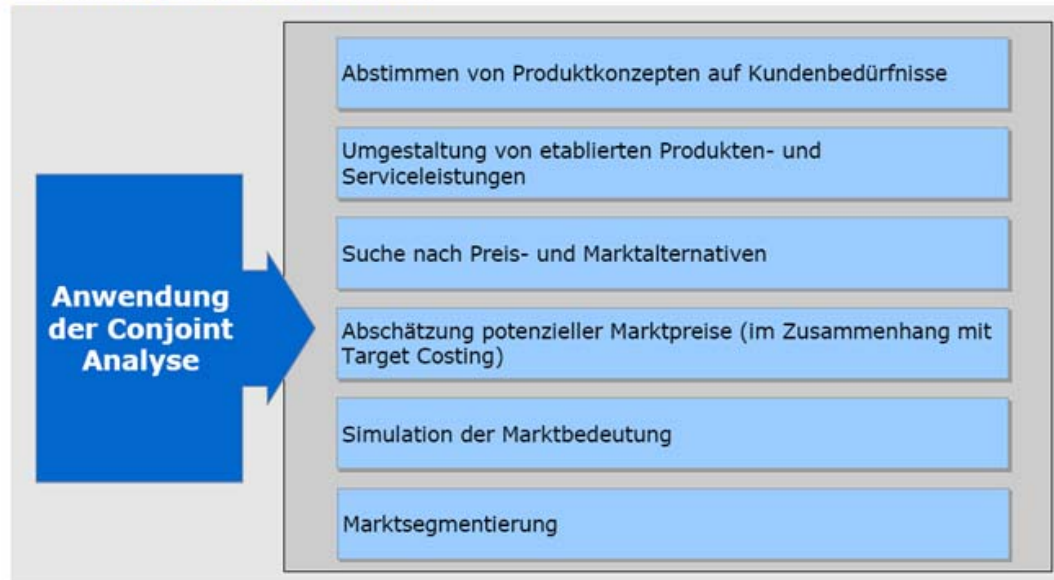 Abstimmen von Produktkonzepten auf Kundenbedürfnisse
Umgestaltung von etablierten Produkten- und
Serviceleistungen
Suche nach Preis- und Marktalternativen
Anwendung
der Conjoint
Analyse
Abschätzung potenzieller Marktpreise (im Zusammenhang mit
Target Costing)
Simulation der Marktbedeutung
Marktsegmentierung